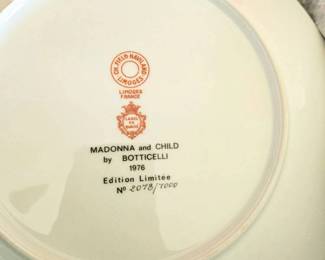 CH. FIELD HAVILAND
LIMOGES
LIMOGES
FRANCE
MADONNA and CHILD
by BOTTICELLI
1976
Edition Limitee
Nº 2078/7000